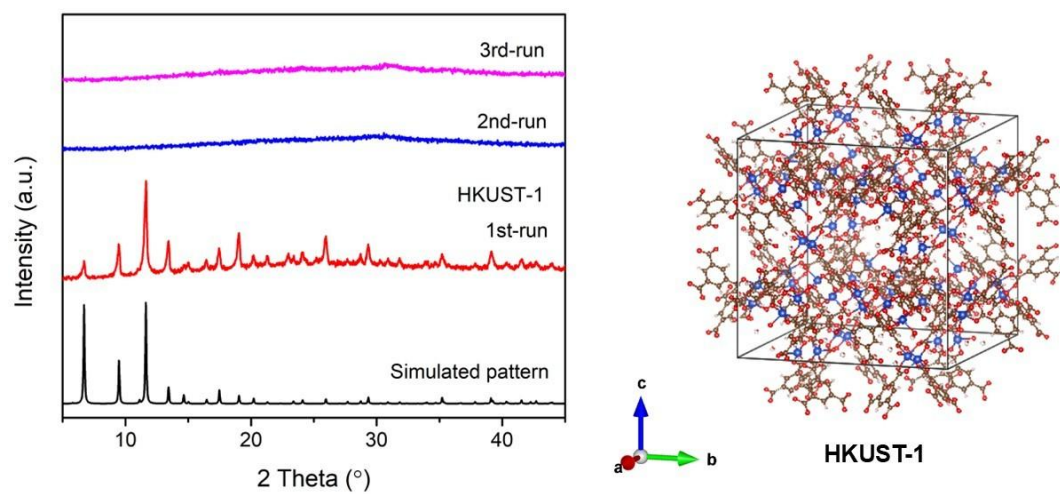 3rd-run
2nd-run
HKUST-1
1st-run
Simulated pattern
Intensity (a.u.)
10
20
30
40
2 Theta (°)
c
a
b
HKUST-1